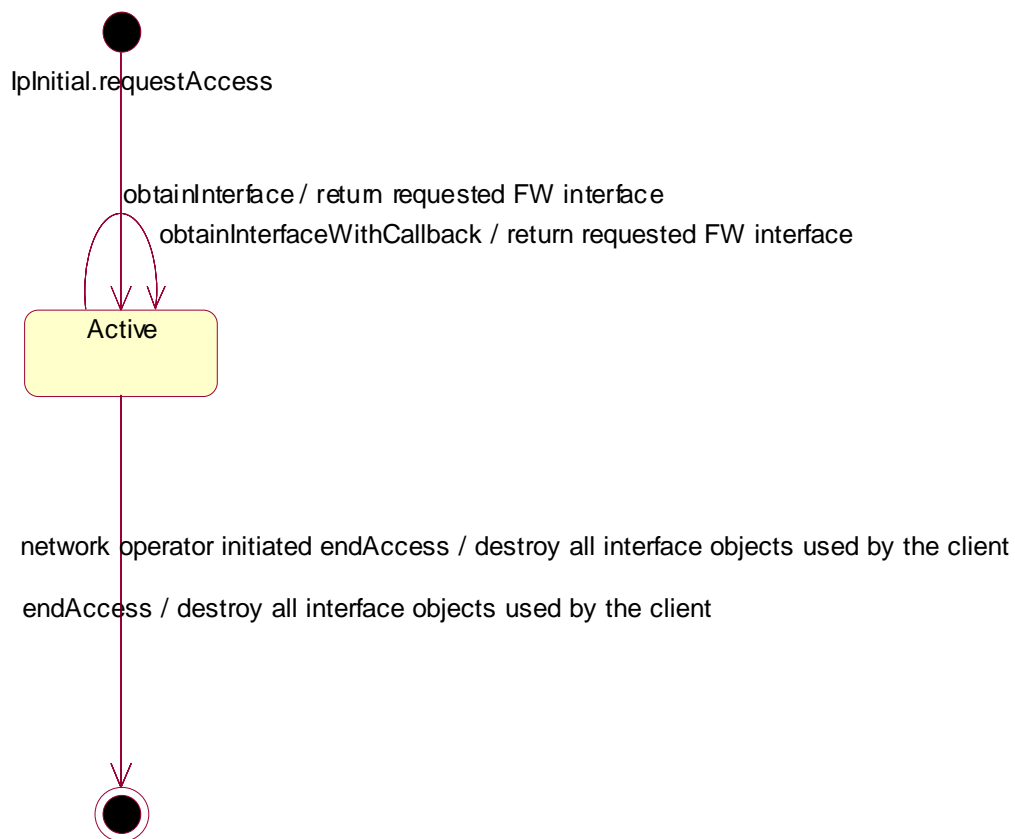 IpInitial.requestAccess
obtainInterface / return requested FW interface
obtainInterfaceWithCallback / return requested FW interface
Active
network operator initiated endAccess / destroy all interface objects used by the client
endAccess / destroy all interface objects used by the client